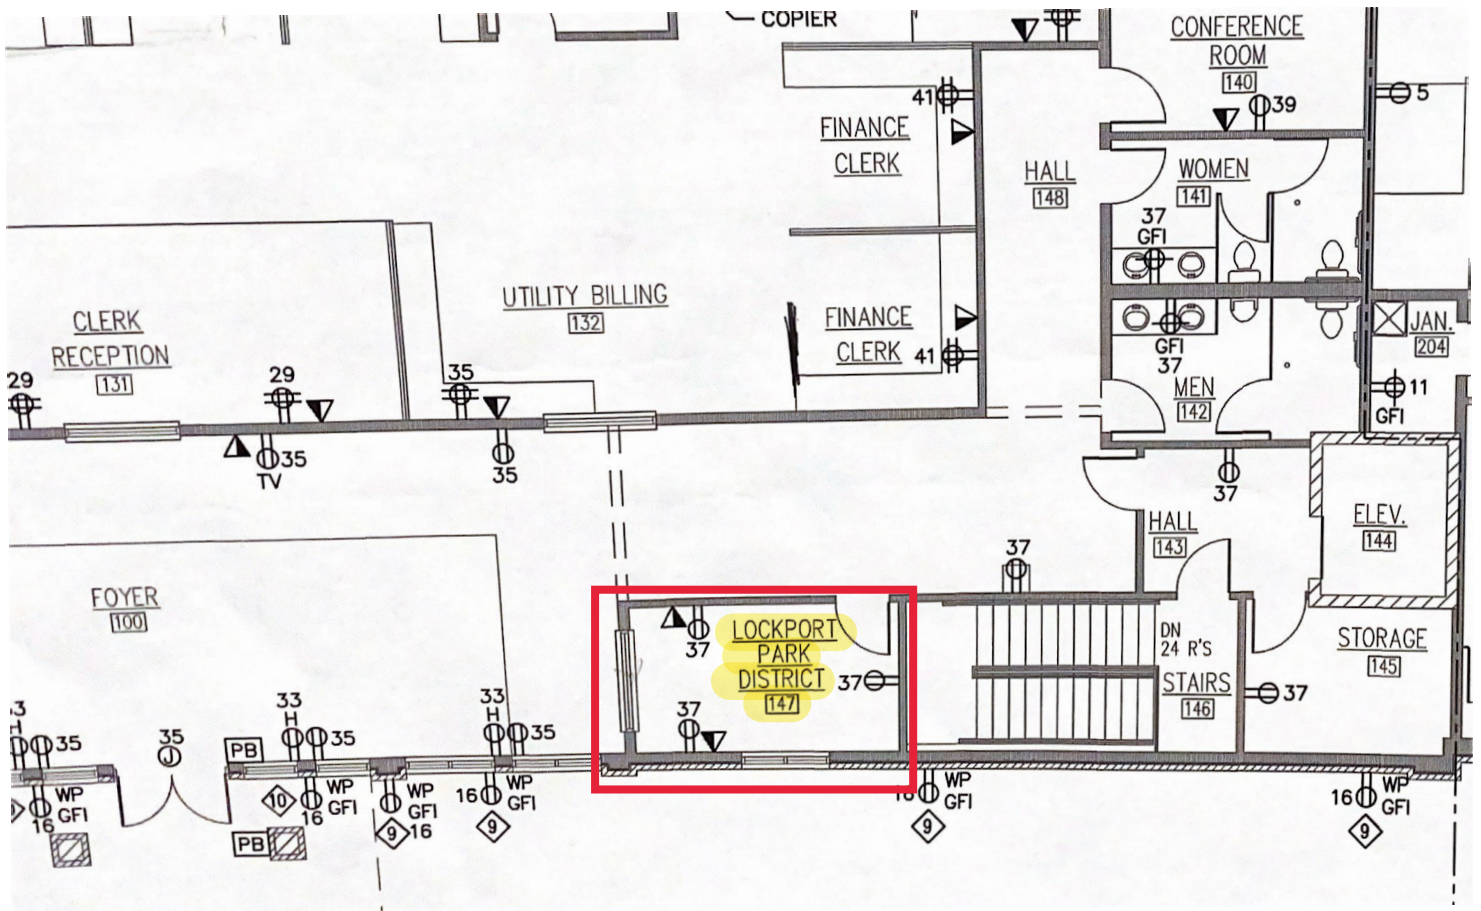 COPIER
CONFERENCE
ROOM
140
39
5
41
FINANCE
CLERK
HALL
148
WOMEN
141
37
GFI
UTILITY BILLING
132
CLERK
RECEPTION
131
FINANCE
CLERK
41
GFI
37
JAN.
204
29
29
35
MEN
142
11
GFI
35
TV
35
37
HALL
143
ELEV.
144
37
FOYER
100
LOCKPORT
PARK
DISTRICT
147
37
37
37
DN
24 R'S
STAIRS
146
STORAGE
145
37
33
H
35
33
H
35
H
35
35
PB
WP
GFI
16
10
WP
GFI
16
WP
GFI
16
9
16
WP
GFI
9
16
WP
GFI
9
16
WP
GFI
9
PB